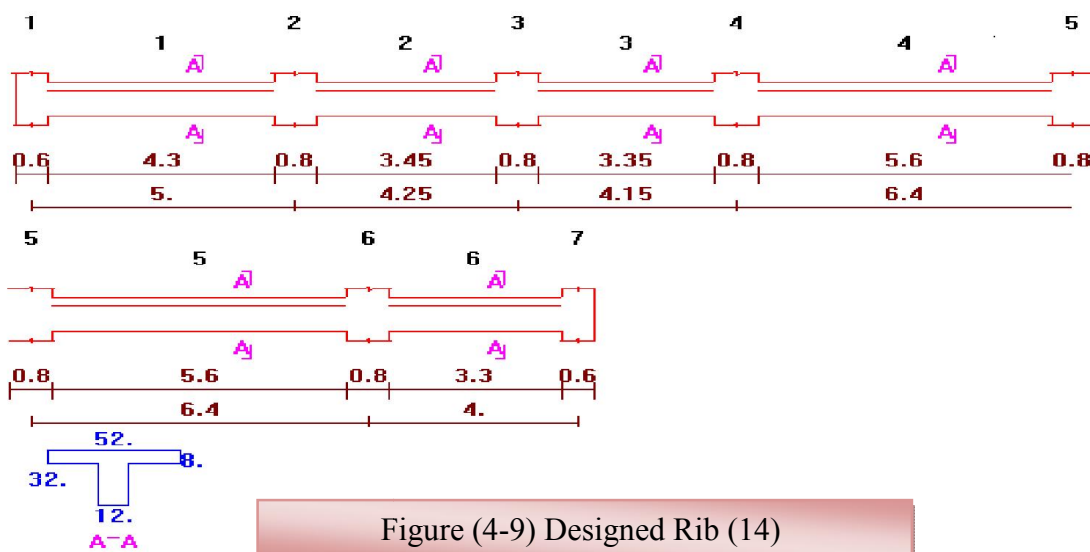 1 2 3 4 5
1 2 3 4
A A A A
A A A A
0.6 4.3 0.8 3.45 0.8 3.35 0.8 5.6 0.8
5. 4.25 4.15 6.4
5 6 7
5 6
A A
A A
0.8 5.6 0.8 3.3 0.6
6.4 4.
52.
8.
32.
12.
A-A
Figure (4-9) Designed Rib (14)